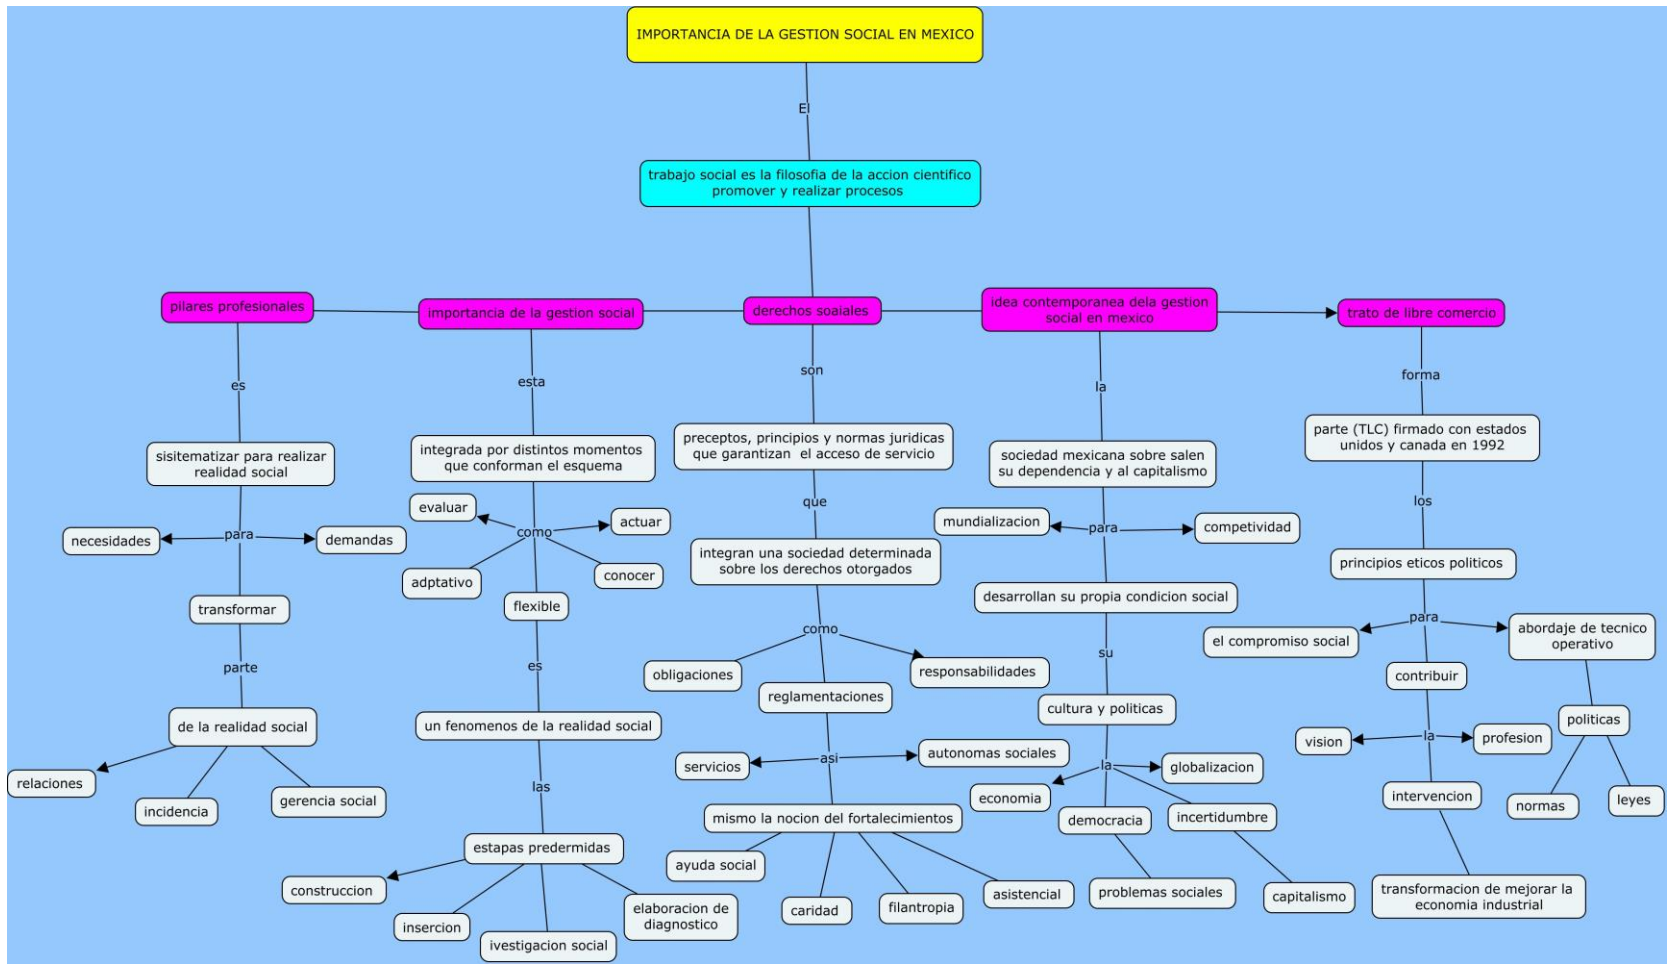 IMPORTANCIA DE LA GESTION SOCIAL EN MEXICO
El
trabajo social es la filosofia de la accion cientifico
promover y realizar procesos
pilares profesionales
es
sisitematizar para realizar
realidad social
para
necesidades
demandas
transformar
parte
de la realidad social
relaciones
incidencia
gerencia social
importancia de la gestion social
esta
integrada por distintos momentos
que conforman el esquema
como
evaluar
actuar
adptativo
conocer
flexible
es
un fenomenos de la realidad social
las
estapas predermidas
construccion
insercion
ivestigacion social
elaboracion de
diagnostico
derechos soaiales
son
preceptos, principios y normas juridicas
que garantizan el acceso de servicio
que
integran una sociedad determinada
sobre los derechos otorgados
como
obligaciones
responsabilidades
reglamentaciones
asi
servicios
autonomas sociales
mismo la nocion del fortalecimientos
ayuda social
caridad
filantropia
asistencial
idea contemporanea dela gestion
social en mexico
la
sociedad mexicana sobre salen
su dependencia y al capitalismo
para
mundializacion
competividad
desarrollan su propia condicion social
su
cultura y politicas
la
economia
globalizacion
democracia
incertidumbre
problemas sociales
capitalismo
trato de libre comercio
forma
parte (TLC) firmado con estados
unidos y canada en 1992
los
principios eticos politicos
para
el compromiso social
abordaje de tecnico
operativo
contribuir
politicas
normas
leyes
la
vision
profesion
intervencion
transformacion de mejorar la
economia industrial